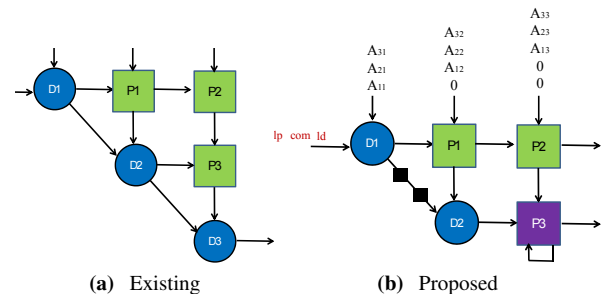 A33
A32 A23
A31 A22 A13
A21 A12 0
A11 0 0
D1 P1 P2
lp com ld
D1 P1 P2
D2 P3
D2 P3
D3
(a) Existing (b) Proposed